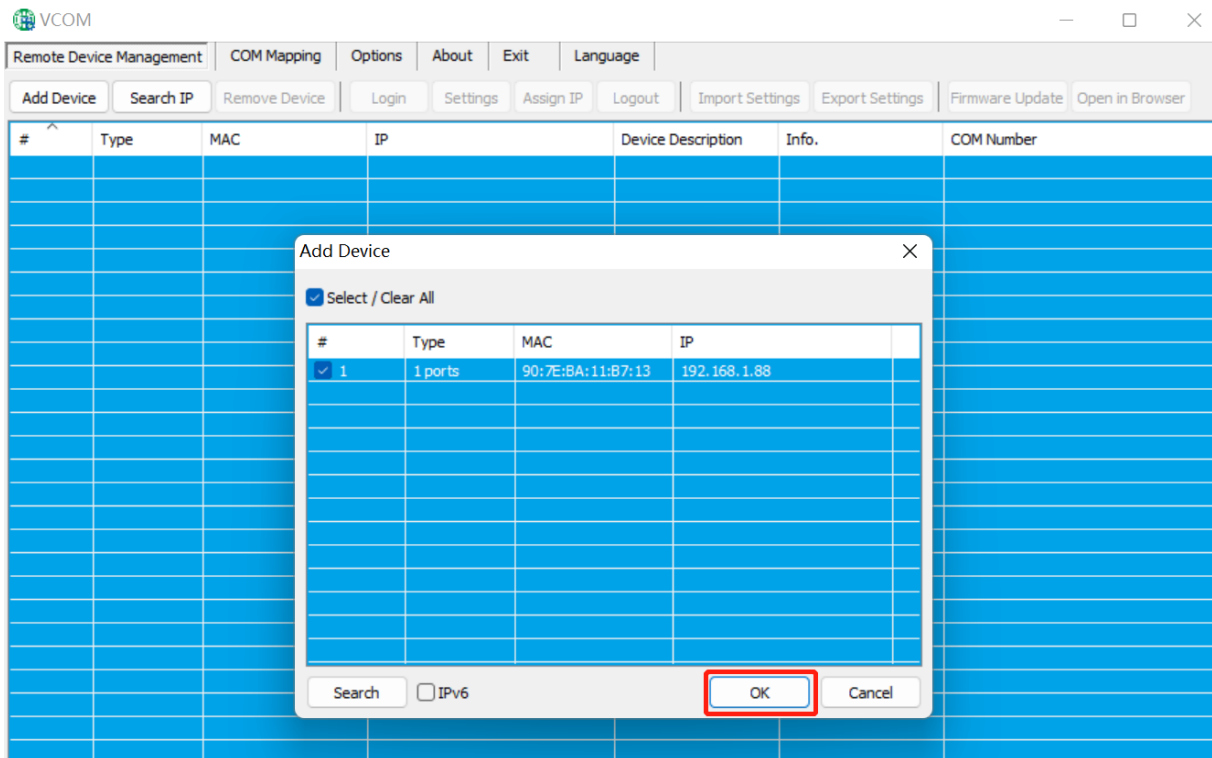 VCOM
Remote Device Management COM Mapping Options About Exit Language
Add Device Search IP Remove Device Login Settings Assign IP Logout Import Settings Export Settings Firmware Update Open in Browser
# Type MAC IP Device Description Info. COM Number
Add Device
Select / Clear All
# Type MAC IP
1 1 ports 90:7E:BA:11:B7:13 192.168.1.88
Search IPv6 OK Cancel